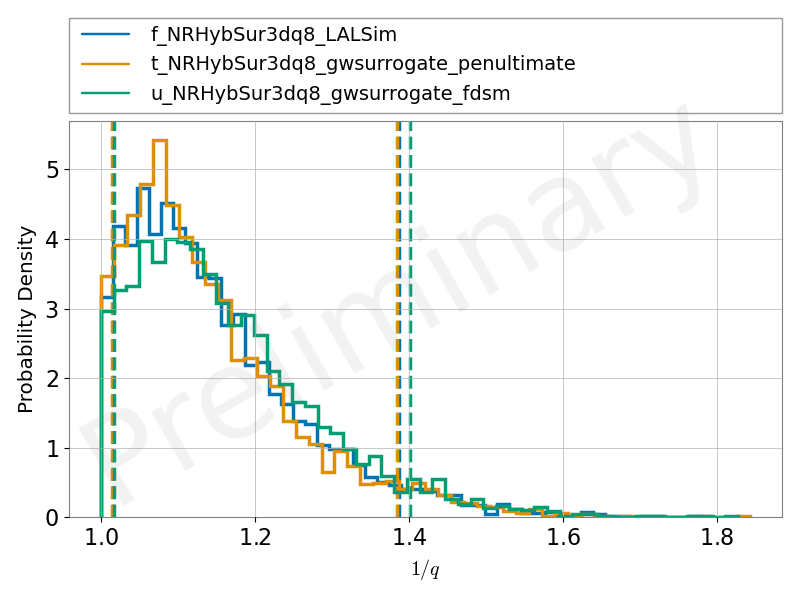 f_NRHybSur3dq8_LALSim
t_NRHybSur3dq8_gwsurrogate_penultimate
u_NRHybSur3dq8_gwsurrogate_fdsm
Preliminary
Probability Density
5
4
3
2
1
0
1.0 1.2 1.4 1.6 1.8
1/q